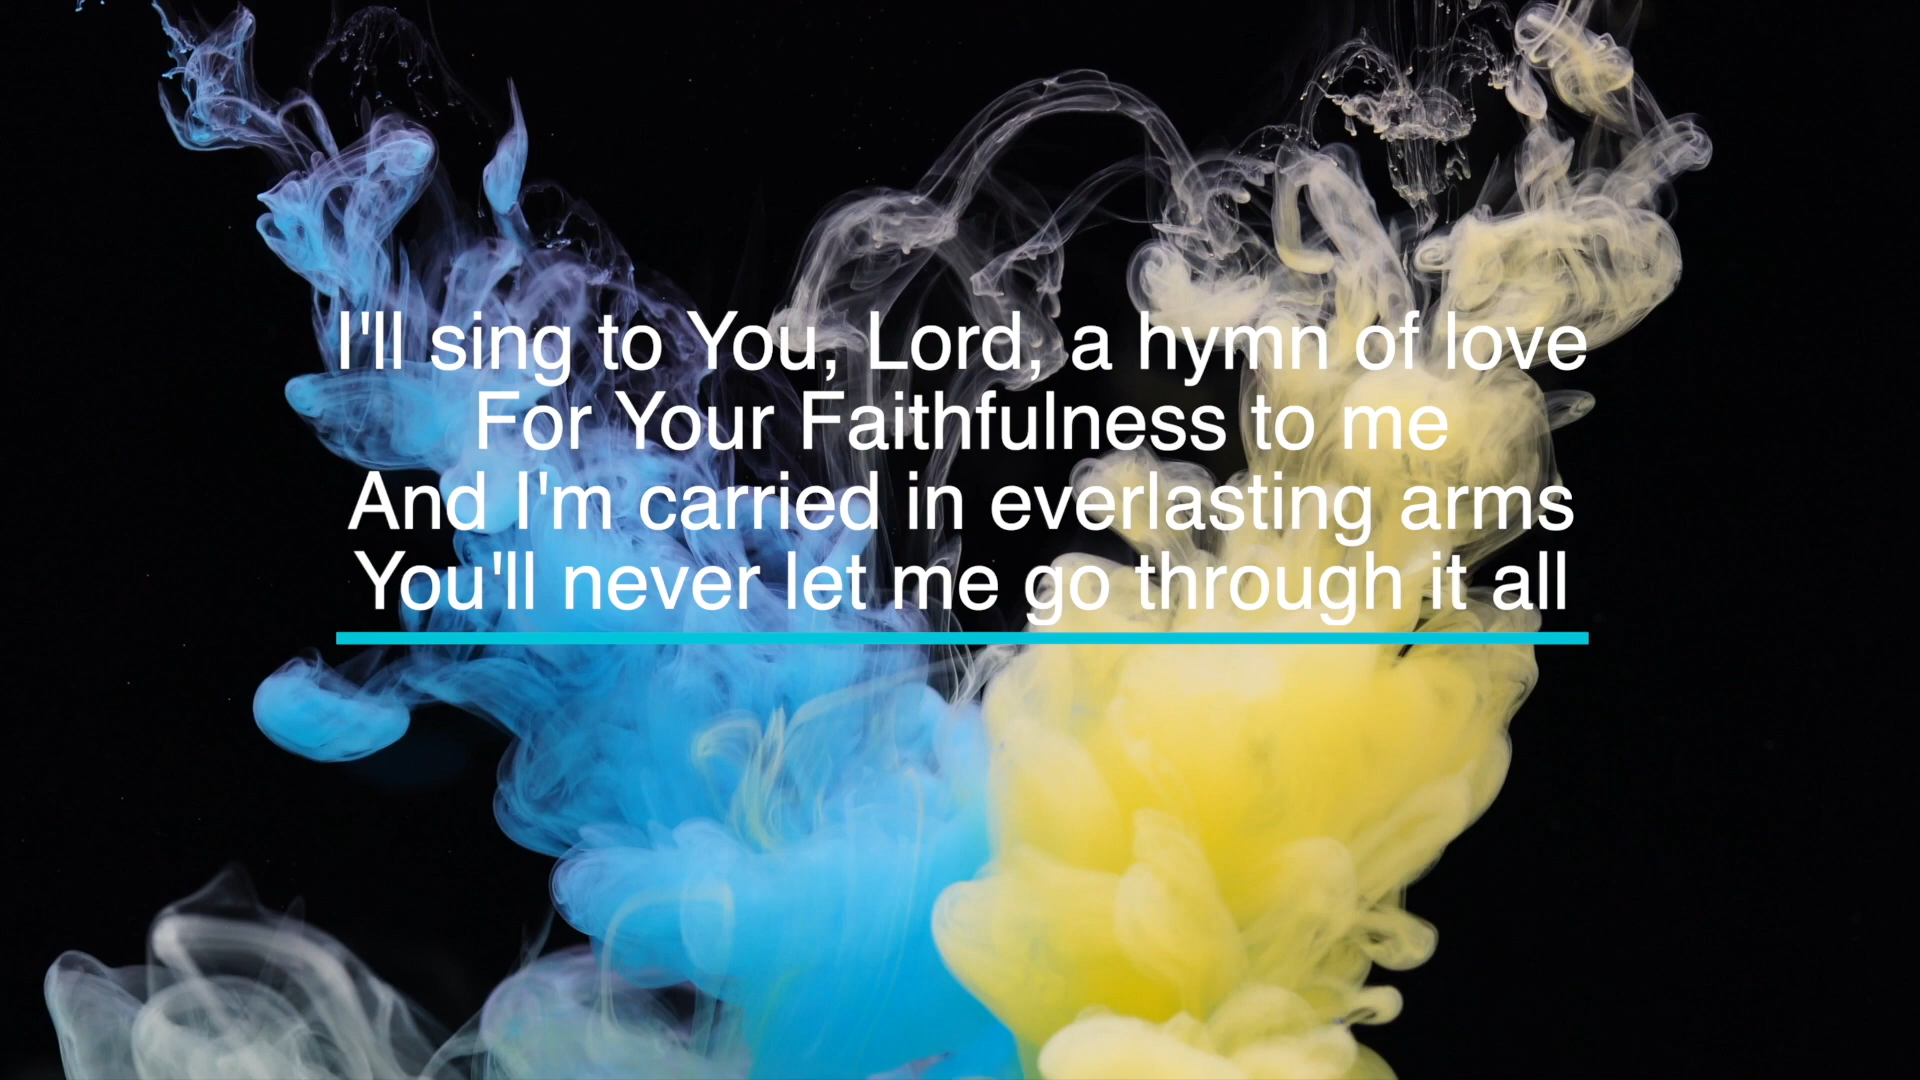 I'll sing to You, Lord, a hymn of love
For Your Faithfulness to me
And I'm carried in everlasting arms
You'll never let me go through it all